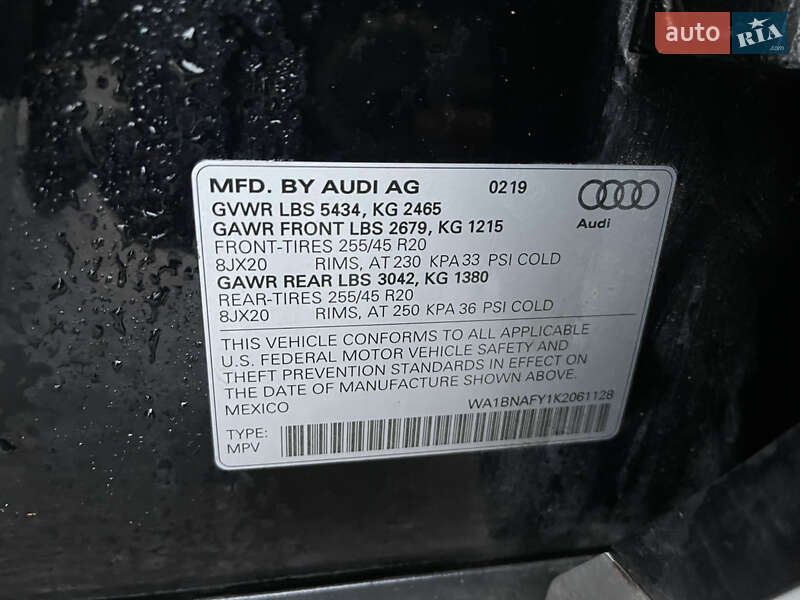 auto RIA .com
MFD. BY AUDI AG 0219
GVWR LBS 5434, KG 2465
GAWR FRONT LBS 2679, KG 1215
Audi
FRONT-TIRES 255/45 R20
8JX20 RIMS, AT 230 KPA 33 PSI COLD
GAWR REAR LBS 3042, KG 1380
REAR-TIRES 255/45 R20
8JX20 RIMS, AT 250 KPA 36 PSI COLD
THIS VEHICLE CONFORMS TO ALL APPLICABLE
U.S. FEDERAL MOTOR VEHICLE SAFETY AND
THEFT PREVENTION STANDARDS IN EFFECT ON
THE DATE OF MANUFACTURE SHOWN ABOVE.
MEXICO WA1BNAFY1K2061128
TYPE:
MPV